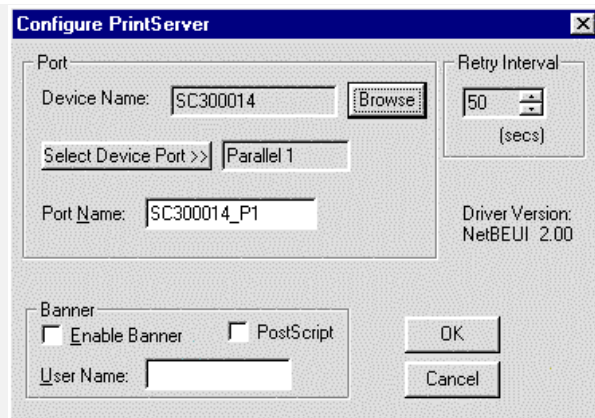 Configure PrintServer
Port
Device Name: SC300014 Browse
Select Device Port >> Parallel 1
Port Name: SC300014_P1
Retry Interval
50
(secs)
Driver Version:
NetBEUI 2.00
Banner
Enable Banner PostScript
User Name:
OK
Cancel